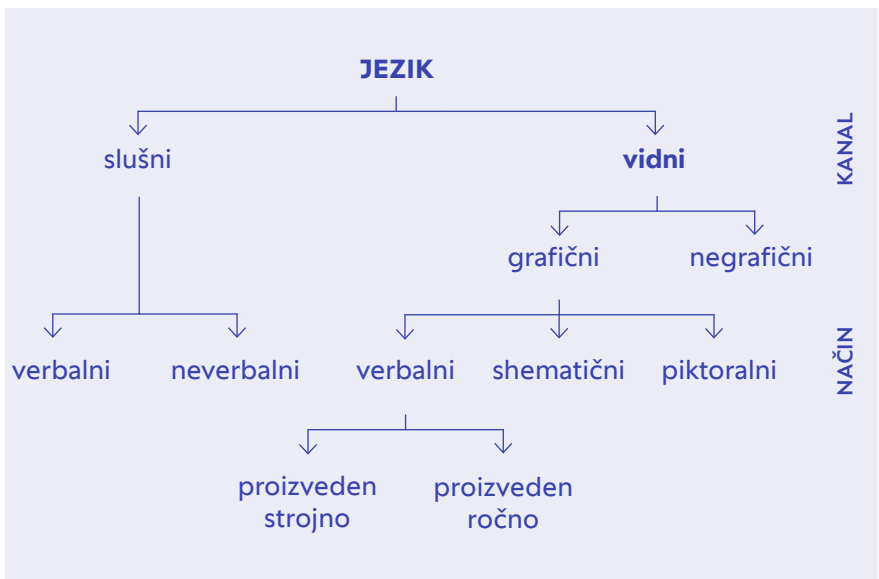 JEZIK
slušni
vidni
KANAL
grafični
negrafični
verbalni
neverbalni
verbalni
shematični
piktoralni
NAČIN
proizveden
strojno
proizveden
ročno